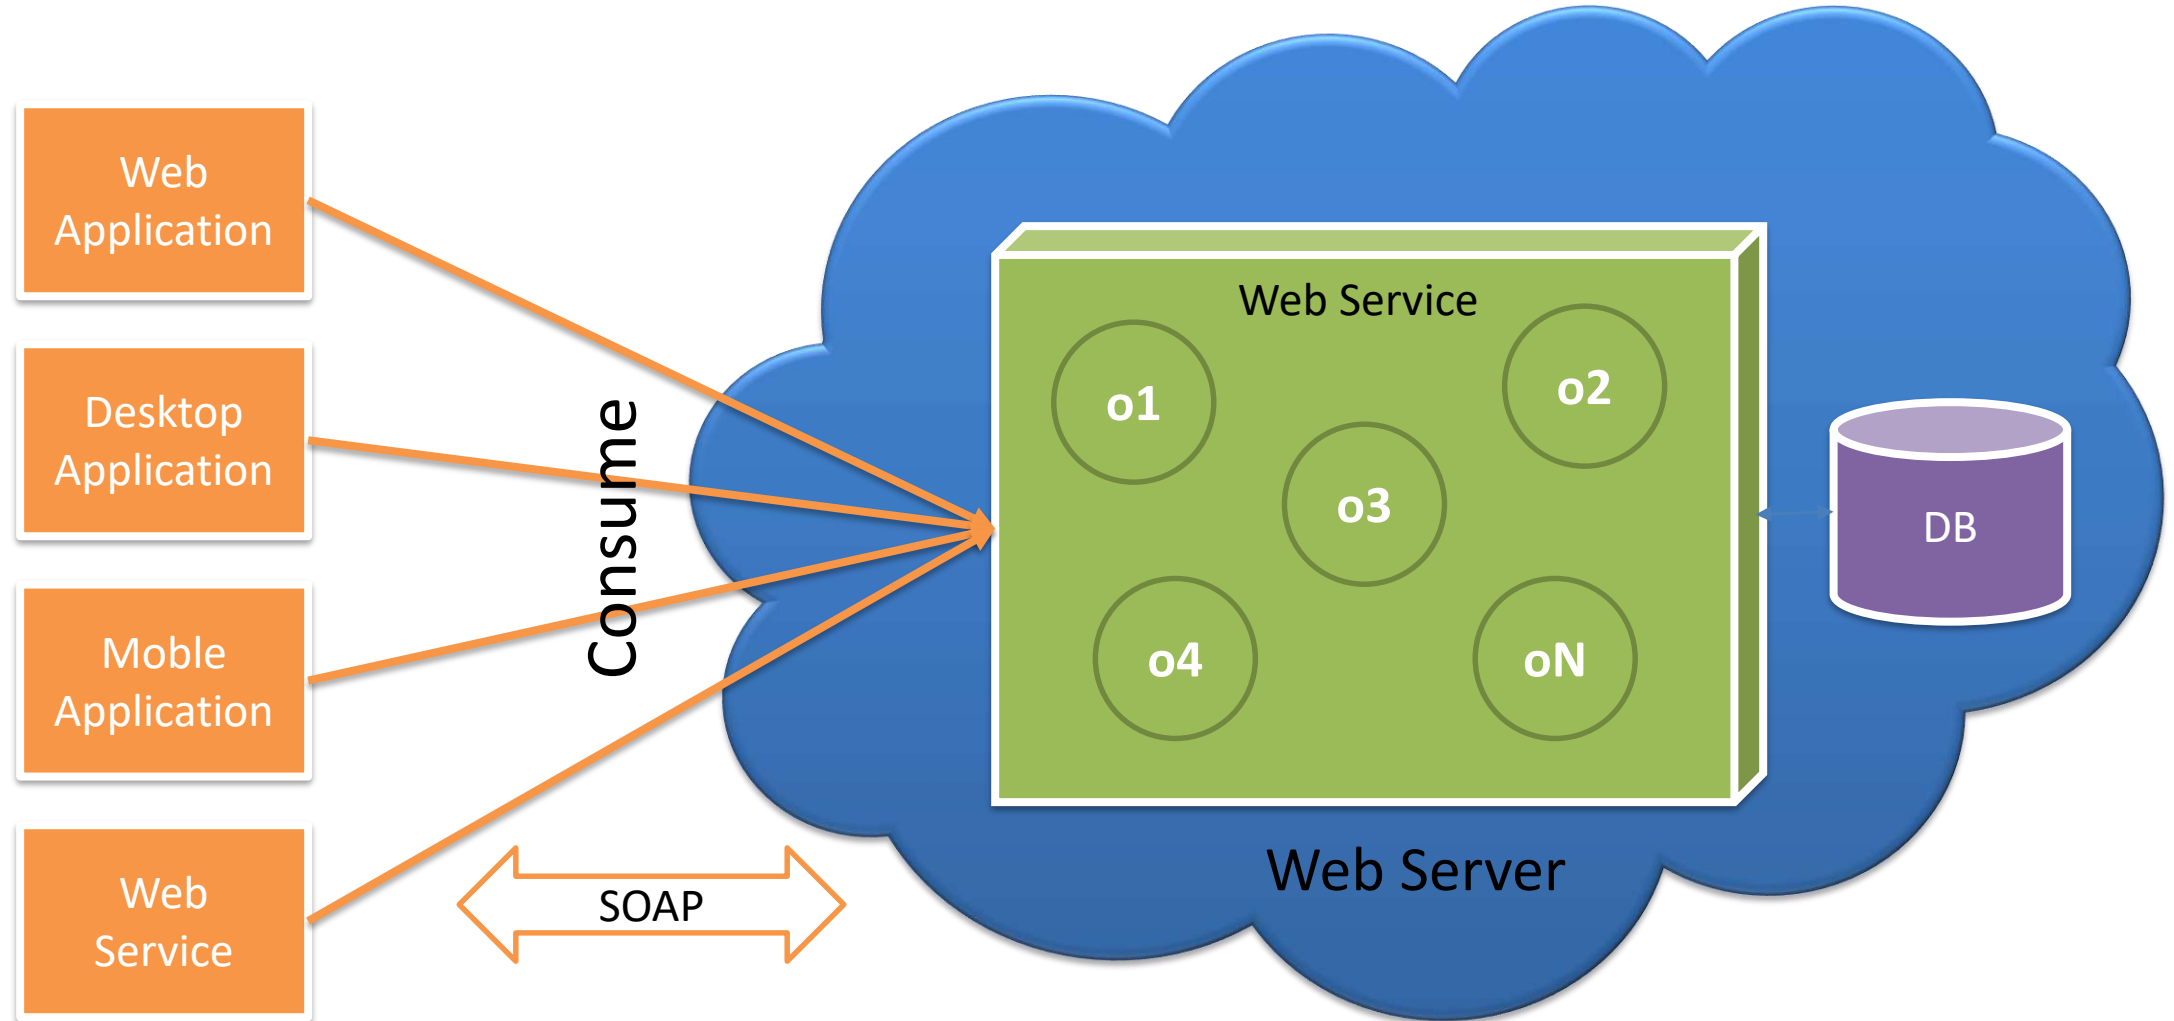 Web
Application
Desktop
Application
Moble
Application
Web
Service
Consume
SOAP
Web Service
o1
o2
o3
o4
oN
DB
Web Server